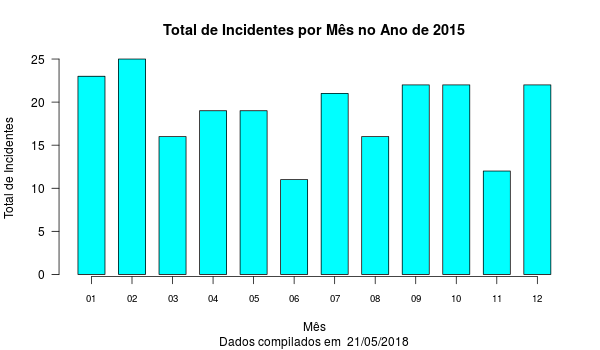 Total de Incidentes por Mês no Ano de 2015
Total de Incidentes
25
20
15
10
5
0
01 02 03 04 05 06 07 08 09 10 11 12
Mês
Dados compilados em  21/05/2018